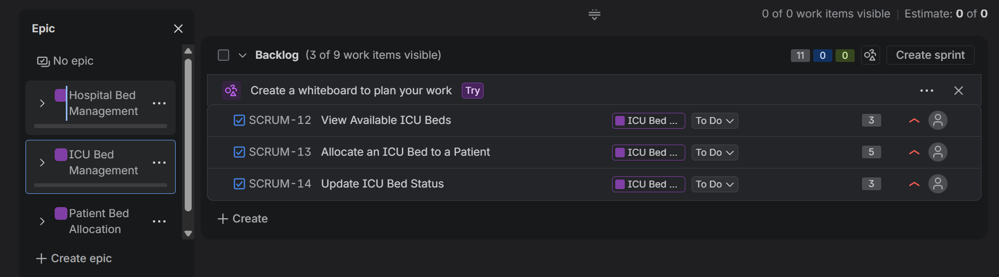 0 of 0 work items visible
Estimate: 0 of 0
Epic
No epic
Hospital Bed
Management
ICU Bed
Management
Patient Bed
Allocation
Create epic
Backlog (3 of 9 work items visible)
11 0 0
Create sprint
Create a whiteboard to plan your work Try
SCRUM-12 View Available ICU Beds ICU Bed ... To Do 3
SCRUM-13 Allocate an ICU Bed to a Patient ICU Bed ... To Do 5
SCRUM-14 Update ICU Bed Status ICU Bed ... To Do 3
Create